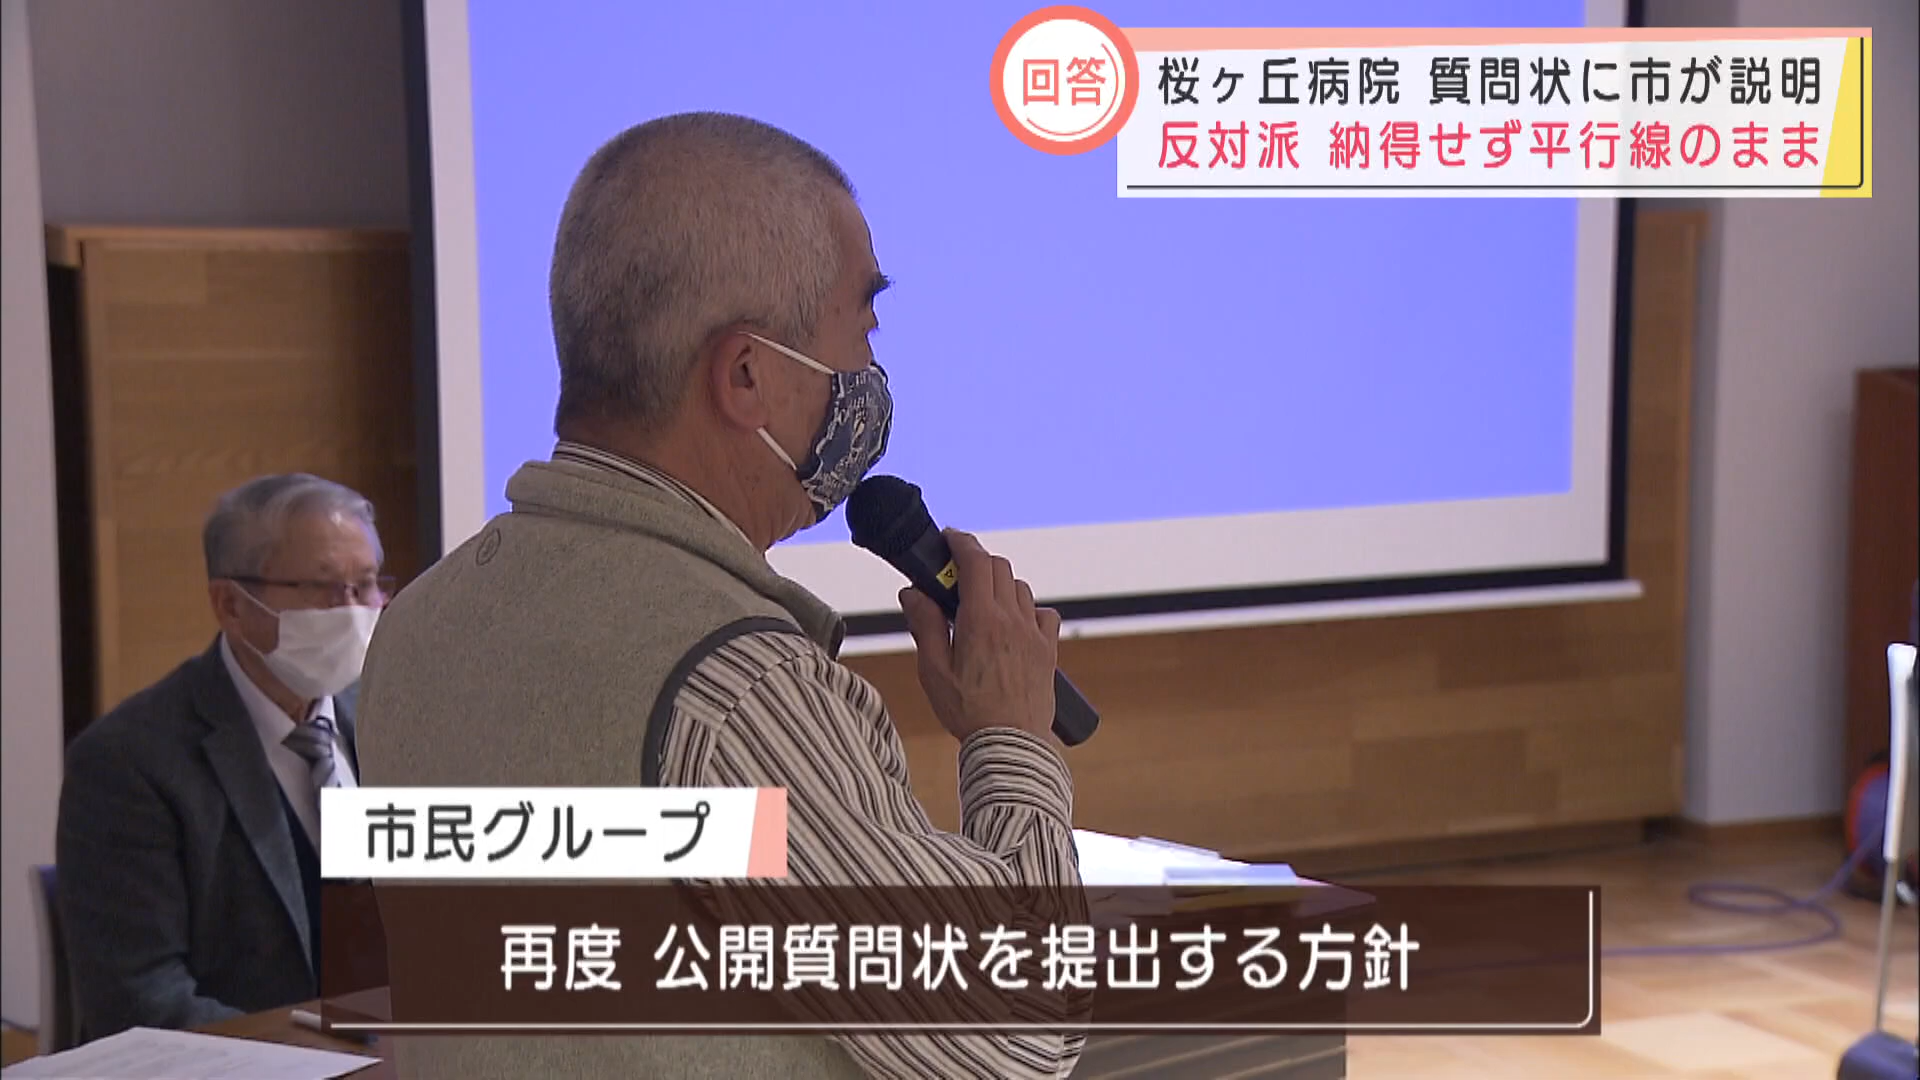 回答
桜ヶ丘病院 質問状に市が説明
反対派 納得せず平行線のまま
市民グループ
再度 公開質問状を提出する方針